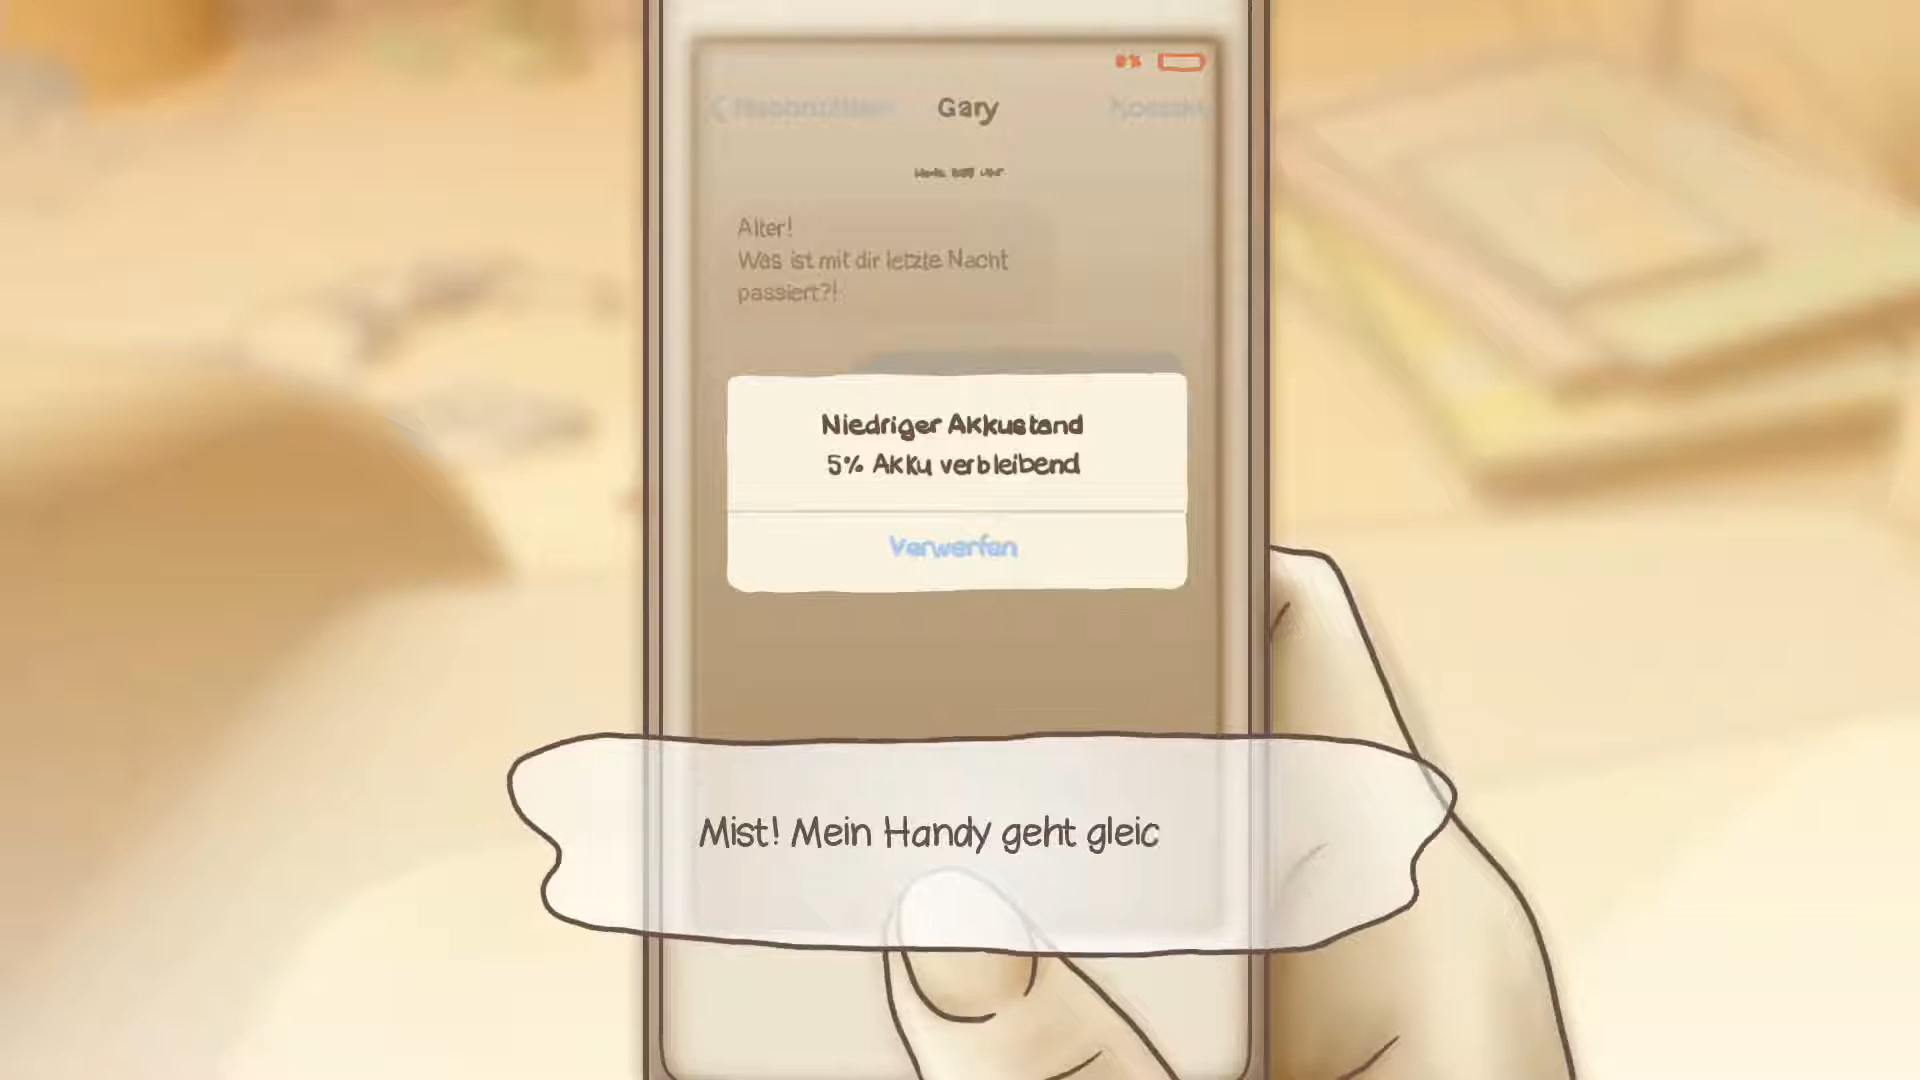 Gary
Alter!
Was ist mit dir letzte Nacht
passiert?!
Niedriger Akkustand
5% Akku verbleibend
Verwerfen
Mist! Mein Handy geht gleic